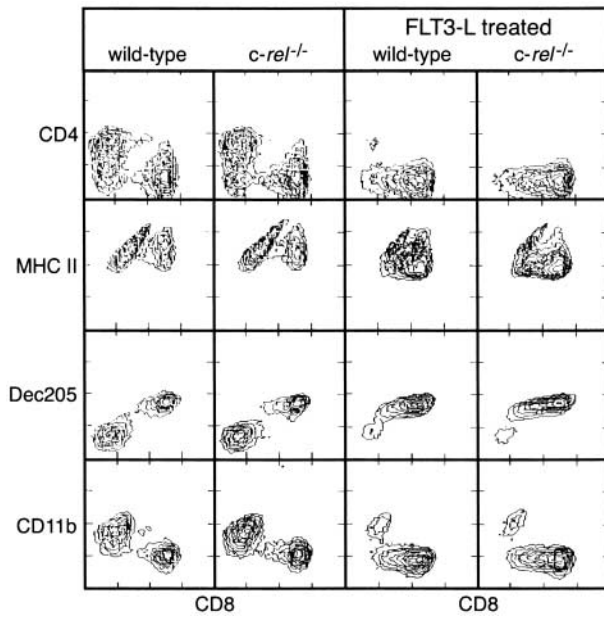 FLT3-L treated
wild-type c-rel-/- wild-type c-rel-/-
CD4
MHC II
Dec205
CD11b
CD8 CD8